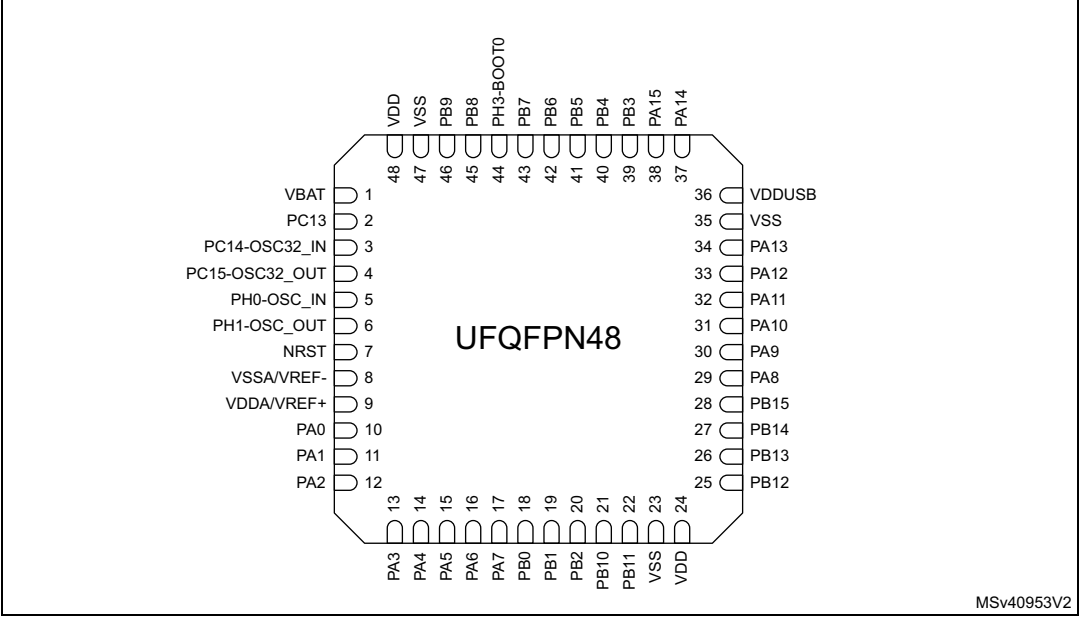 VDD
VSS
PB9
PB8
PH3-BOOT0
PB7
PB6
PB5
PB4
PB3
PA15
PA14
48
47
46
45
44
43
42
41
40
39
38
37
VBAT 1
PC13 2
PC14-OSC32_IN 3
PC15-OSC32_OUT 4
PH0-OSC_IN 5
PH1-OSC_OUT 6
NRST 7
VSSA/VREF- 8
VDDA/VREF+ 9
PA0 10
PA1 11
PA2 12
UFQFPN48
36 VDDUSB
35 VSS
34 PA13
33 PA12
32 PA11
31 PA10
30 PA9
29 PA8
28 PB15
27 PB14
26 PB13
25 PB12
13
14
15
16
17
18
19
20
21
22
23
24
PA3
PA4
PA5
PA6
PA7
PB0
PB1
PB2
PB10
PB11
VSS
VDD
MSv40953V2